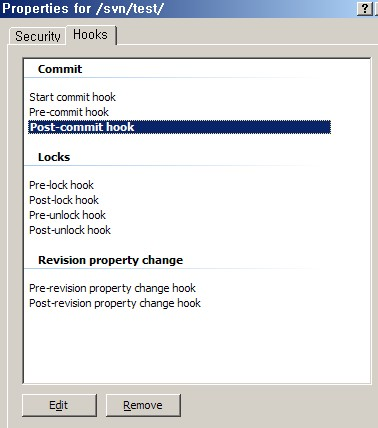 Properties for /svn/test/
?
Security Hooks
Commit
Start commit hook
Pre-commit hook
Post-commit hook
Locks
Pre-lock hook
Post-lock hook
Pre-unlock hook
Post-unlock hook
Revision property change
Pre-revision property change hook
Post-revision property change hook
Edit Remove